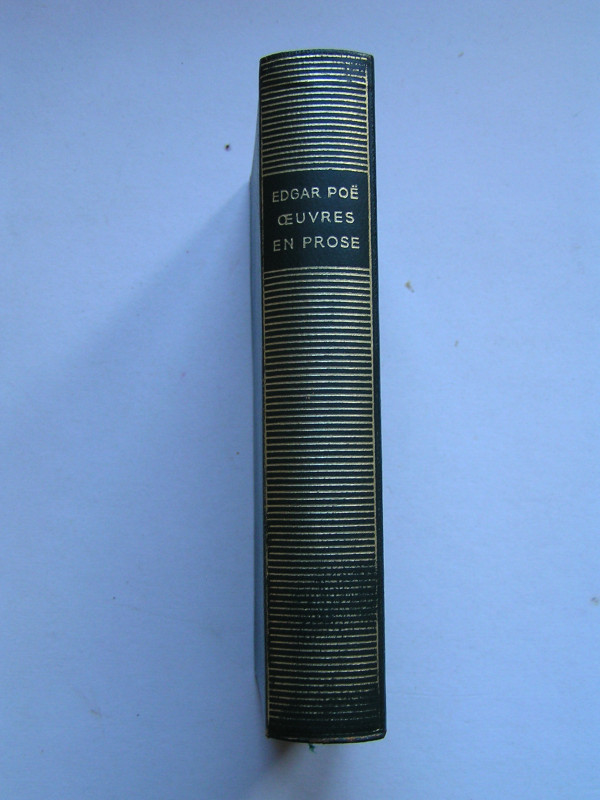 EDGAR POË
ŒUVRES
EN PROSE